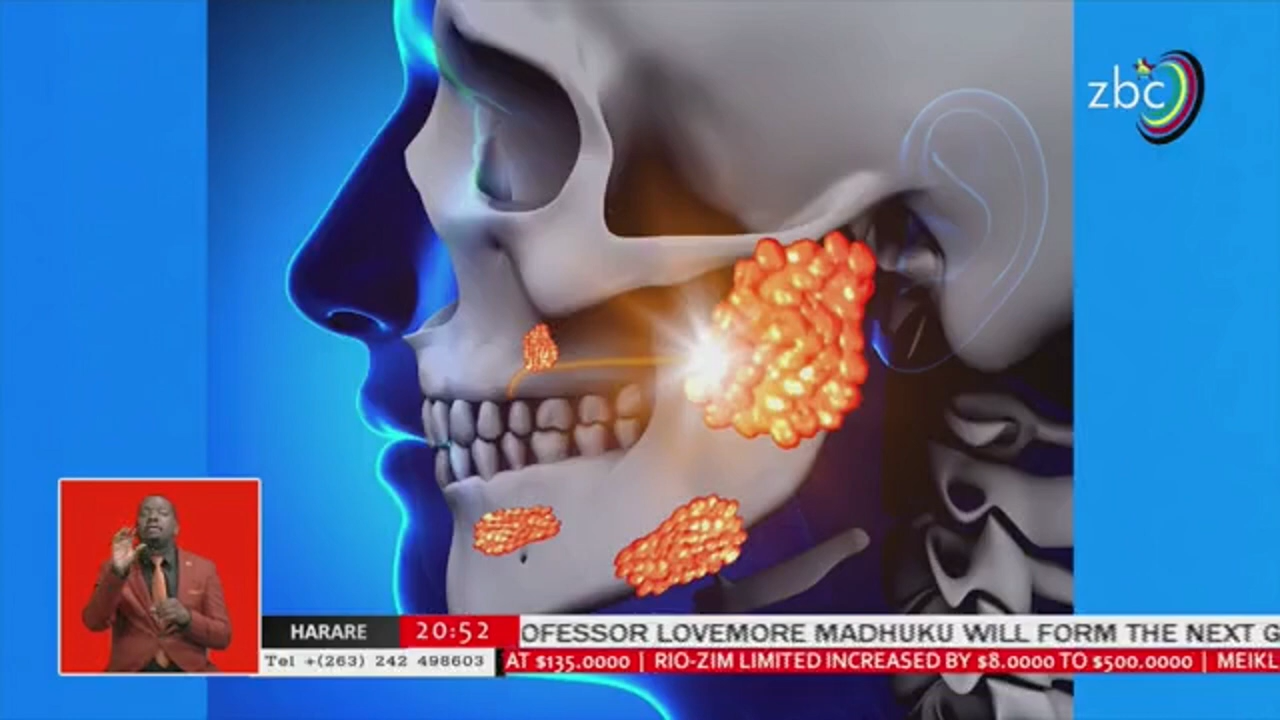 zbc
HARARE
20:52
OFESSOR LOVEMORE MADHUKU WILL FORM THE NEXT G
Tel +(263) 242 498603
AT $135.0000 | RIO-ZIM LIMITED INCREASED BY $8.0000 TO $500.0000 | MEIKL